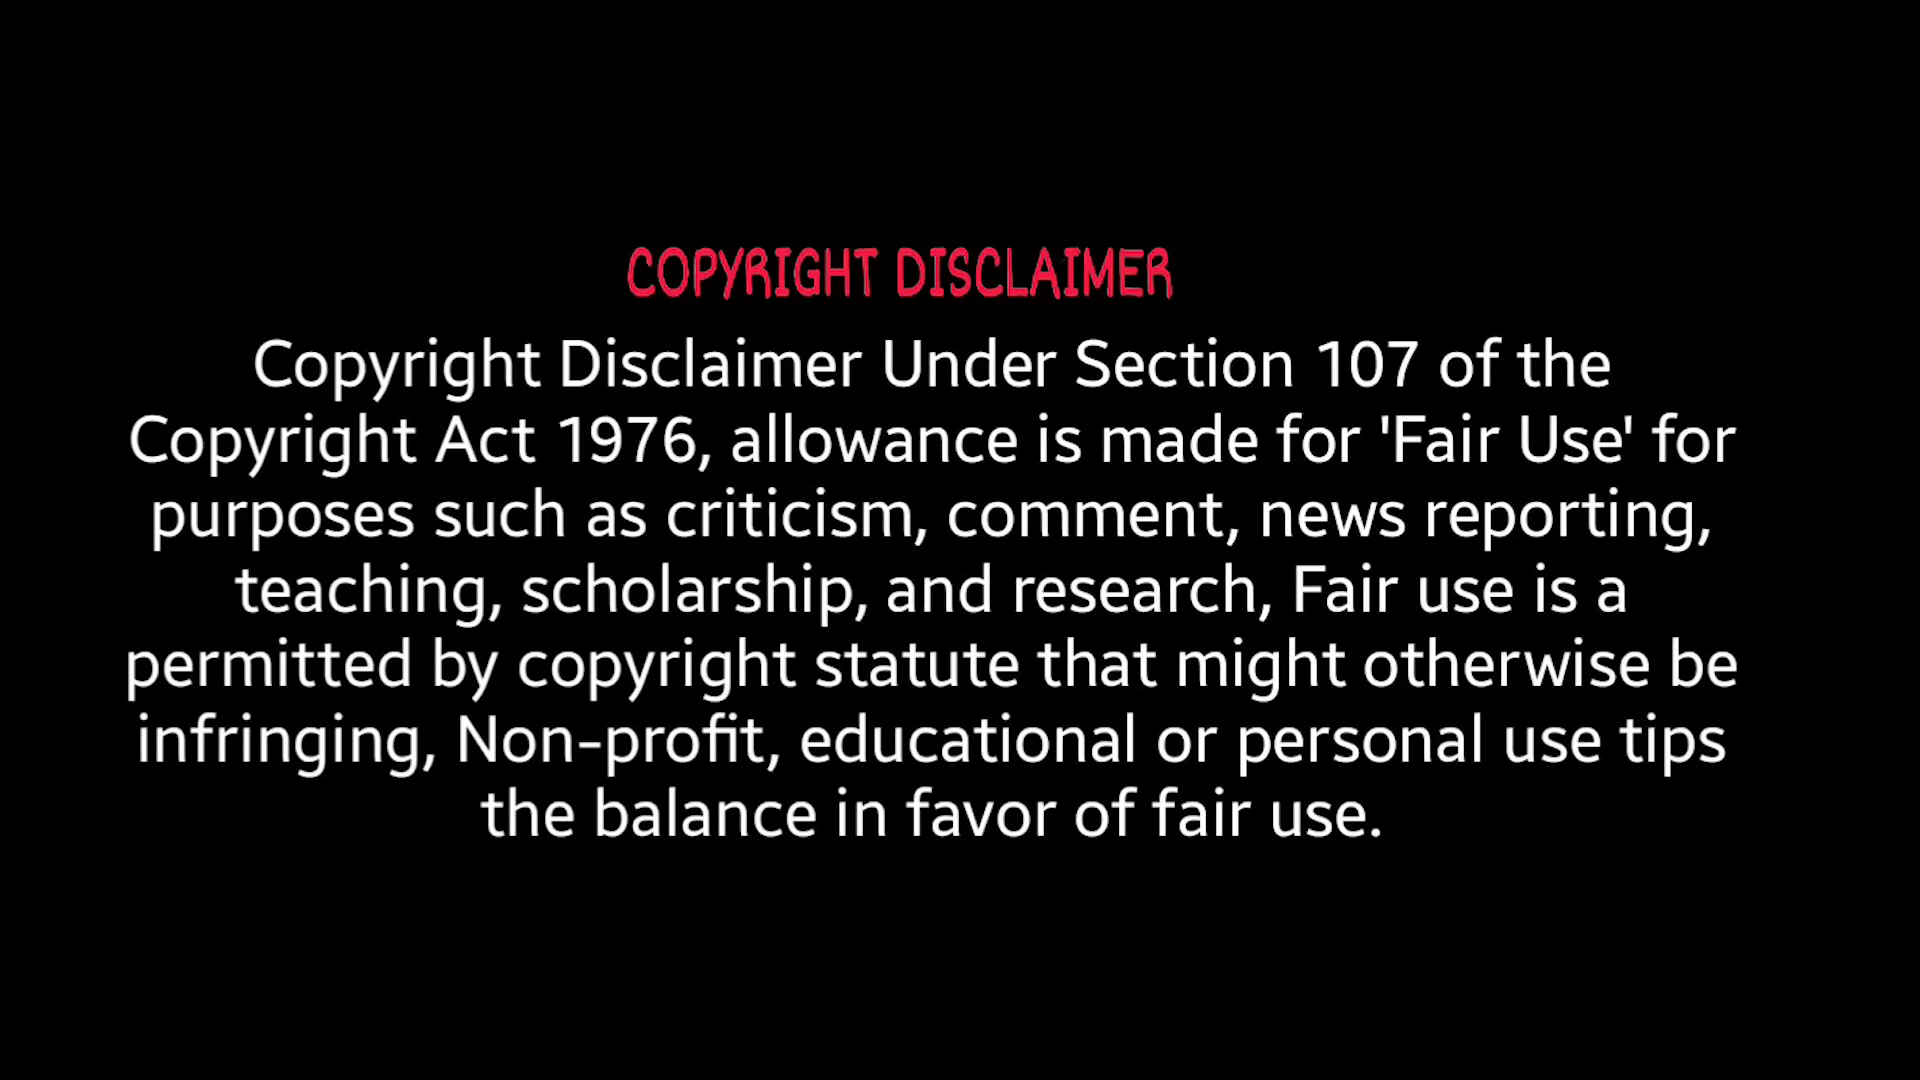 COPYRIGHT DISCLAIMER
Copyright Disclaimer Under Section 107 of the
Copyright Act 1976, allowance is made for 'Fair Use' for
purposes such as criticism, comment, news reporting,
teaching, scholarship, and research, Fair use is a
permitted by copyright statute that might otherwise be
infringing, Non-profit, educational or personal use tips
the balance in favor of fair use.